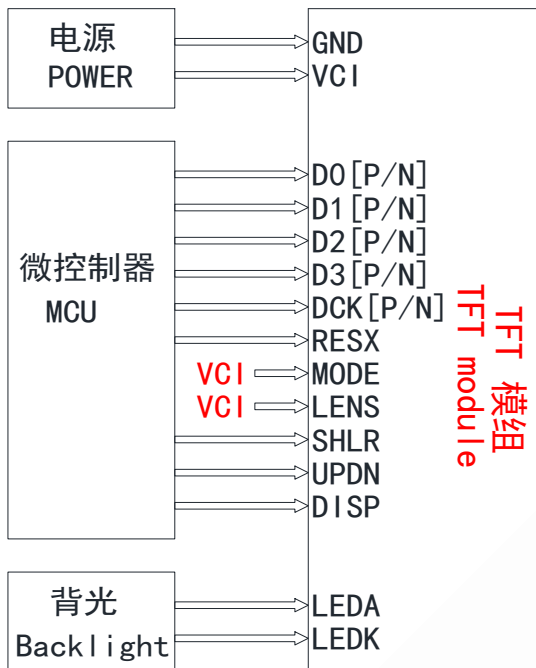 电源
POWER
GND
VCI
微控制器
MCU
D0[P/N]
D1[P/N]
D2[P/N]
D3[P/N]
DCK[P/N]
RESX
VCI
MODE
VCI
LENS
SHLR
UPDN
DISP
TFT 模组
TFT module
背光
Backlight
LEDA
LEDK